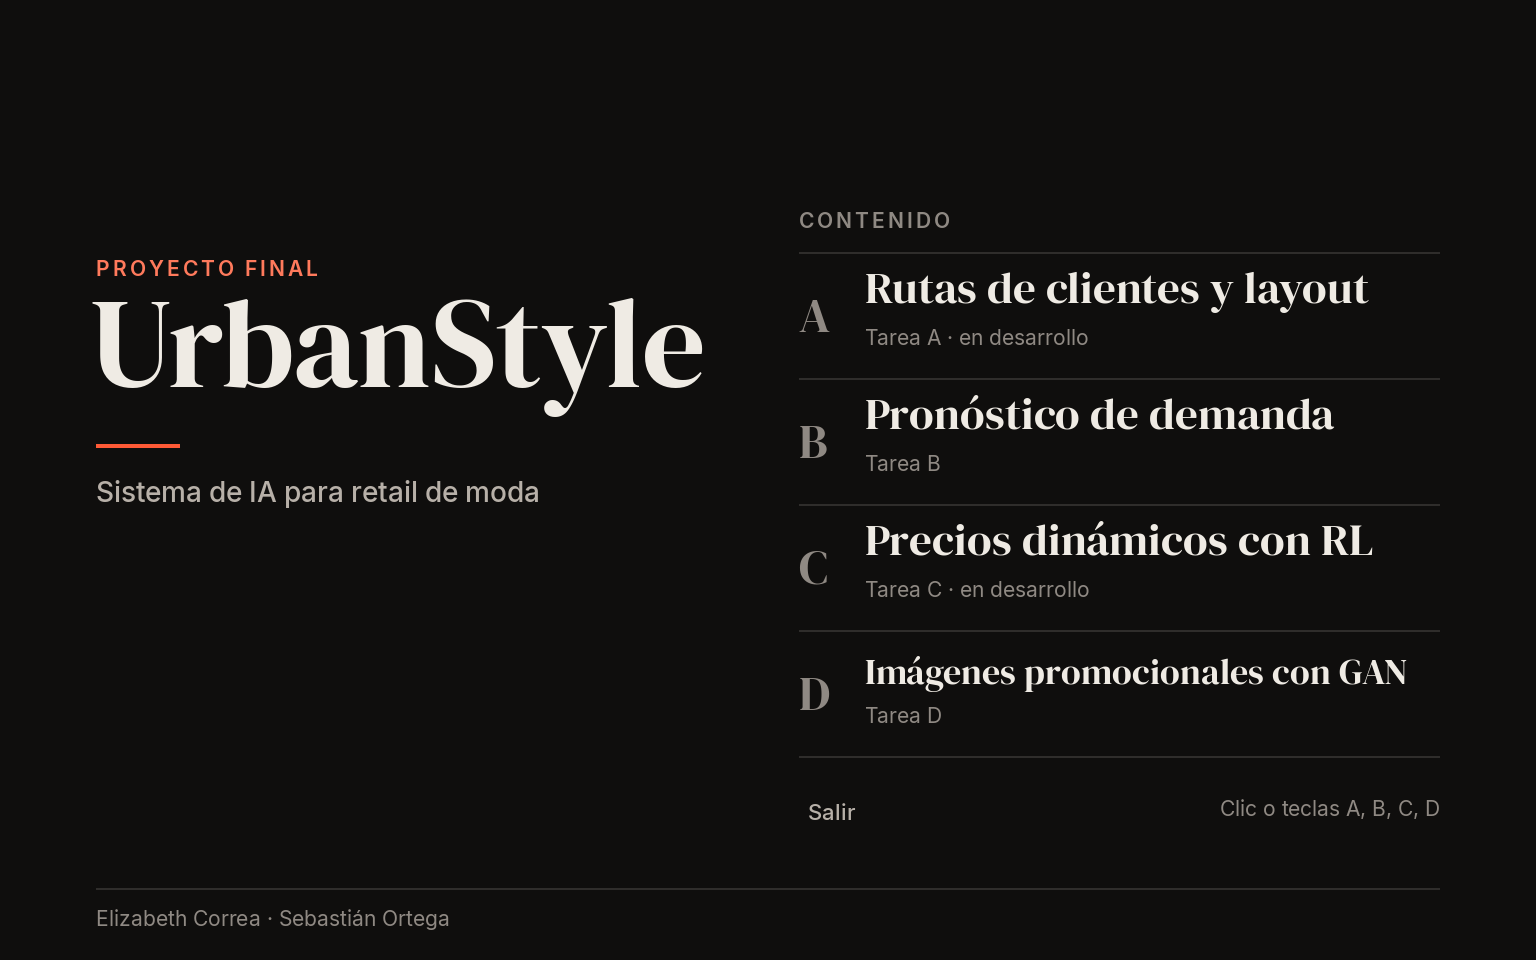 PROYECTO FINAL
UrbanStyle
Sistema de IA para retail de moda
CONTENIDO
A
Rutas de clientes y layout
Tarea A · en desarrollo
B
Pronóstico de demanda
Tarea B
C
Precios dinámicos con RL
Tarea C · en desarrollo
D
Imágenes promocionales con GAN
Tarea D
Salir
Clic o teclas A, B, C, D
Elizabeth Correa · Sebastián Ortega